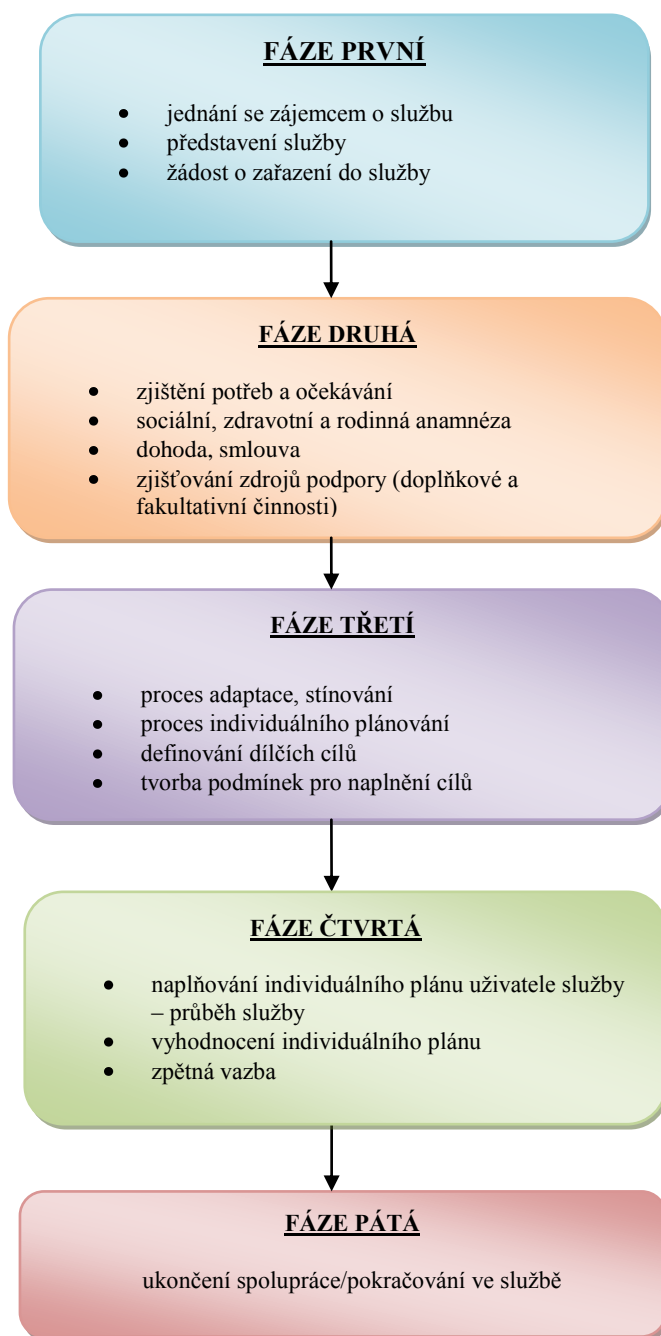 FÁZE PRVNÍ
• jednání se zájemcem o službu
• představení služby
• žádost o zařazení do služby
FÁZE DRUHÁ
• zjištění potřeb a očekávání
• sociální, zdravotní a rodinná anamnéza
• dohoda, smlouva
• zjišťování zdrojů podpory (doplňkové a
fakultativní činnosti)
FÁZE TŘETÍ
• proces adaptace, stínování
• proces individuálního plánování
• definování dílčích cílů
• tvorba podmínek pro naplnění cílů
FÁZE ČTVRTÁ
• naplňování individuálního plánu uživatele služby
– průběh služby
• vyhodnocení individuálního plánu
• zpětná vazba
FÁZE PÁTÁ
ukončení spolupráce/pokračování ve službě